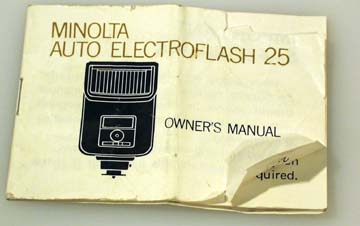 MINOLTA
AUTO ELECTROFLASH 25
OWNER'S MANUAL
quired.